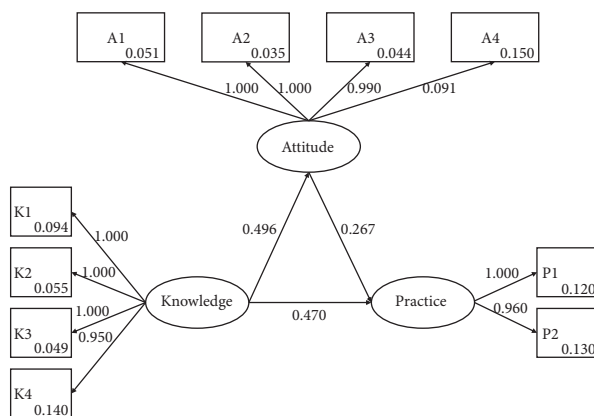 A1
0.051
A2
0.035
A3
0.044
A4
0.150
1.000
1.000
0.990
0.091
Attitude
K1
0.094
1.000
0.496
0.267
K2
0.055
1.000
Knowledge
Practice
1.000
P1
0.120
K3
0.049
1.000
0.950
0.470
0.960
P2
0.130
K4
0.140